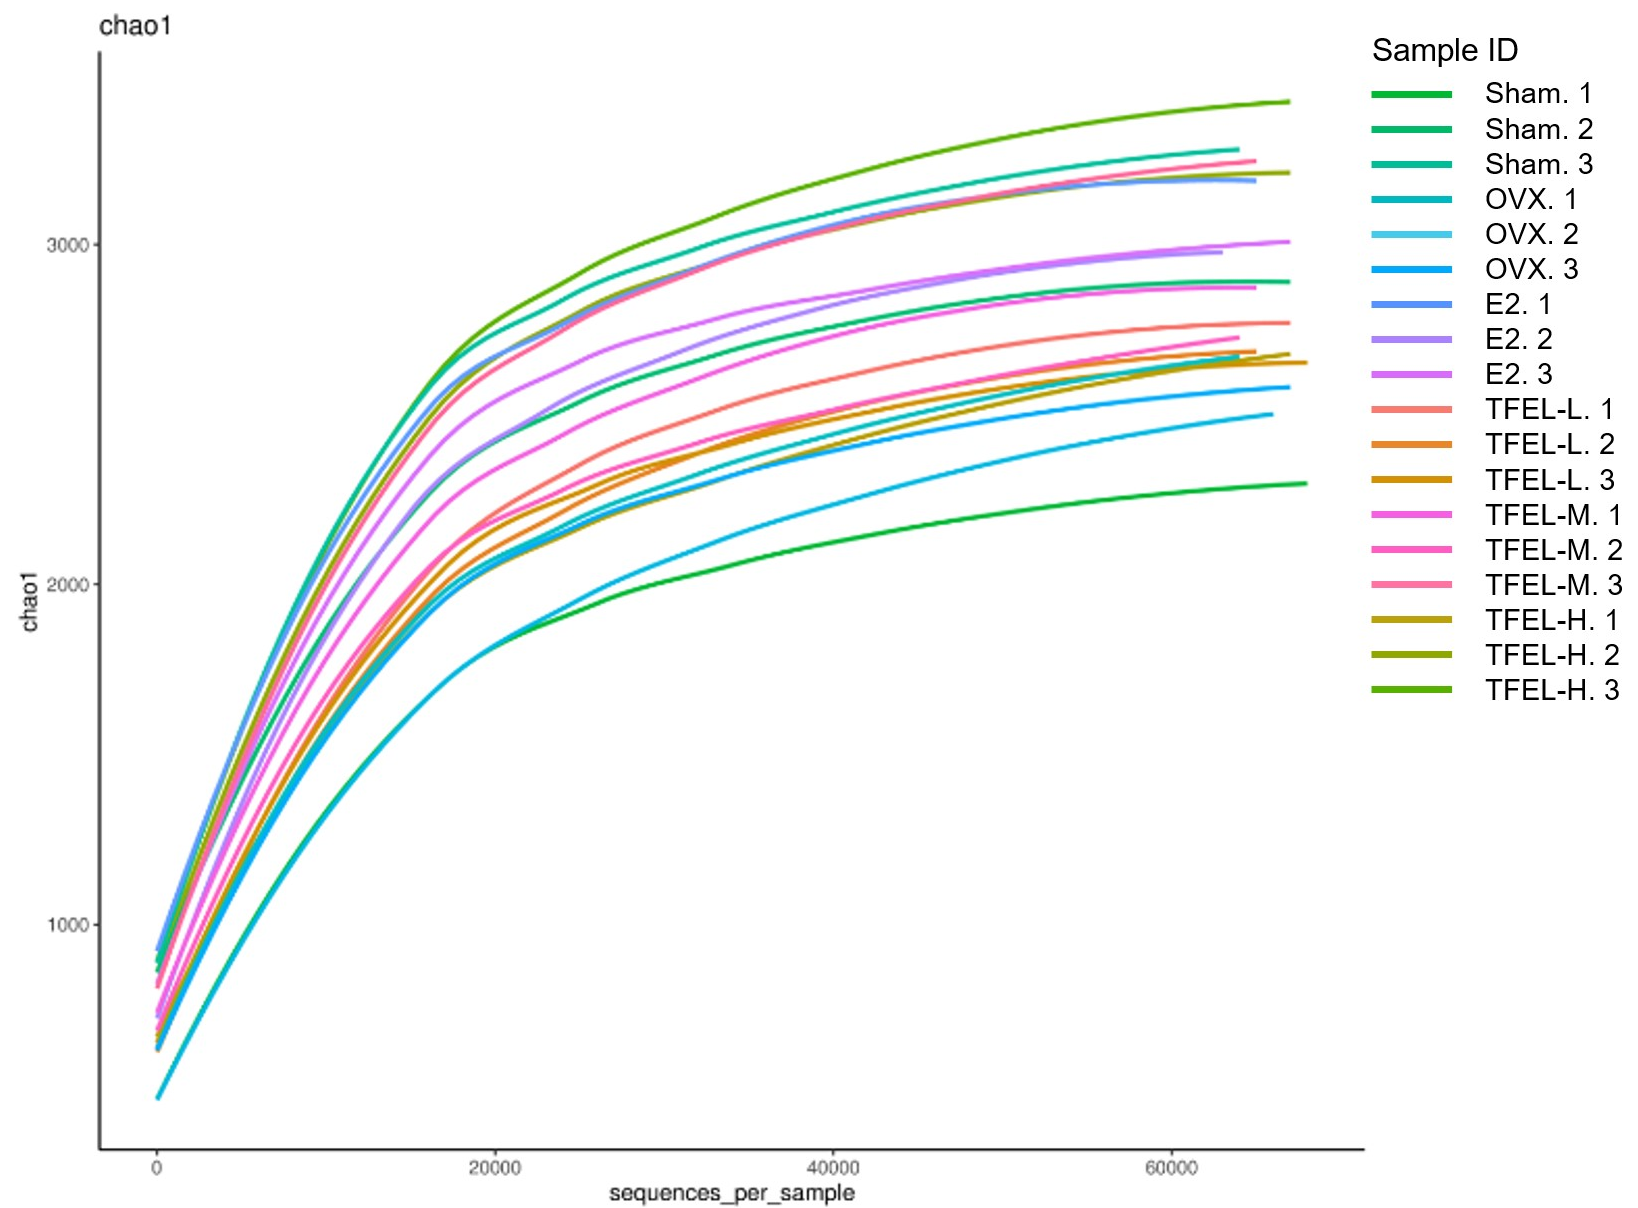 chao1
Sample ID
Sham. 1
Sham. 2
Sham. 3
OVX. 1
OVX. 2
OVX. 3
E2. 1
E2. 2
E2. 3
TFEL-L. 1
TFEL-L. 2
TFEL-L. 3
TFEL-M. 1
TFEL-M. 2
TFEL-M. 3
TFEL-H. 1
TFEL-H. 2
TFEL-H. 3
3000
2000
1000
chao1
0 20000 40000 60000
sequences_per_sample